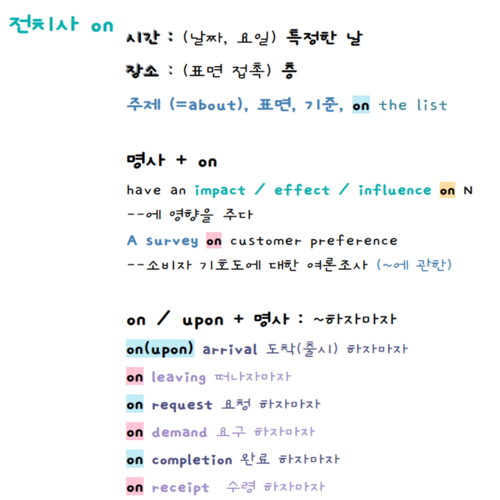 전치사 on
시간 : (날짜, 요일) 특정한 날
장소 : (표면 접촉) 층
주제 (=about), 표면, 기준, on the list
명사 + on
have an impact / effect / influence on N
--에 영향을 주다
A survey on customer preference
--소비자 기호도에 대한 여론조사 (~에 관한)
on / upon + 명사 : ~하자마자
on(upon) arrival 도착(출시) 하자마자
on leaving 떠나자마자
on request 요청 하자마자
on demand 요구 하자마자
on completion 완료 하자마자
on receipt 수령 하자마자